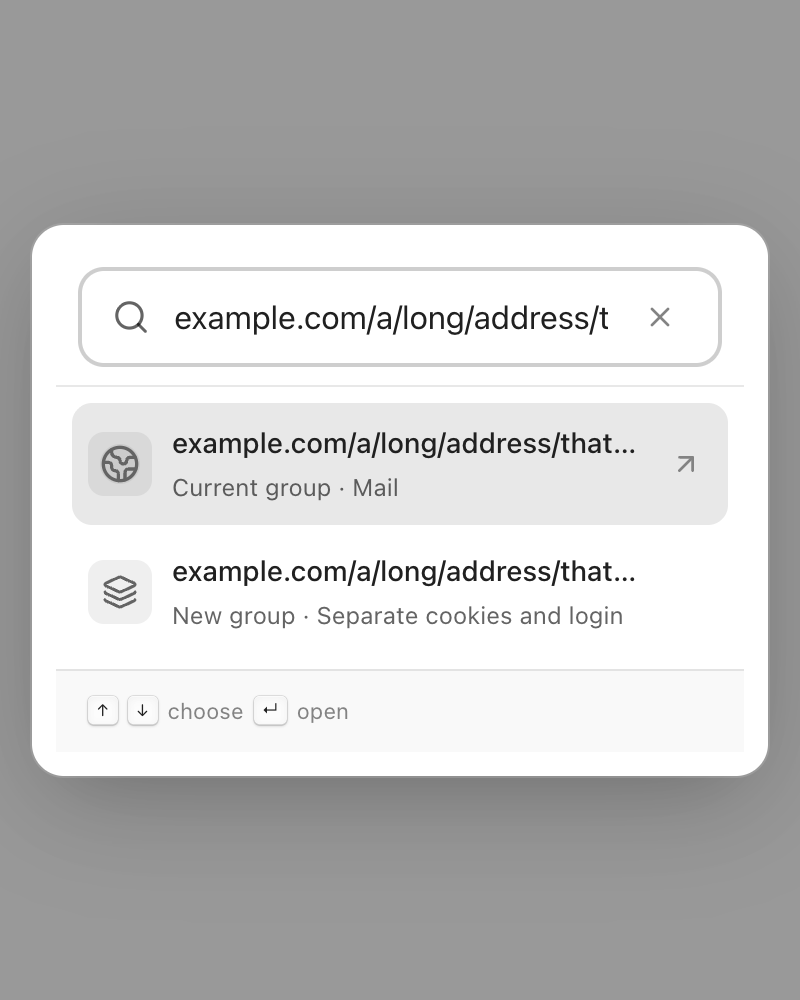 example.com/a/long/address/t
example.com/a/long/address/that...
Current group · Mail
example.com/a/long/address/that...
New group · Separate cookies and login
↑ ↓ choose ↵ open